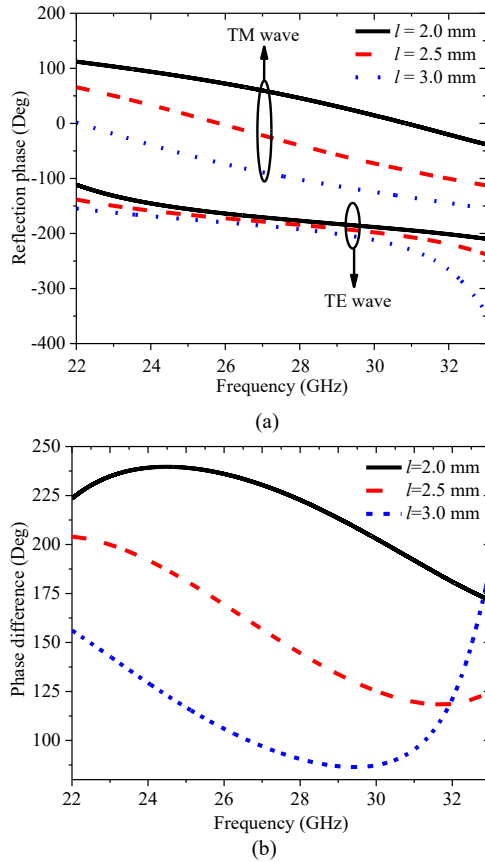 TM wave
l = 2.0 mm
l = 2.5 mm
l = 3.0 mm
TE wave
200
100
0
-100
-200
-300
-400
Reflection phase (Deg)
22 24 26 28 30 32
Frequency (GHz)
(a)
l=2.0 mm
l=2.5 mm
l=3.0 mm
250
225
200
175
150
125
100
Phase difference (Deg)
22 24 26 28 30 32
Frequency (GHz)
(b)